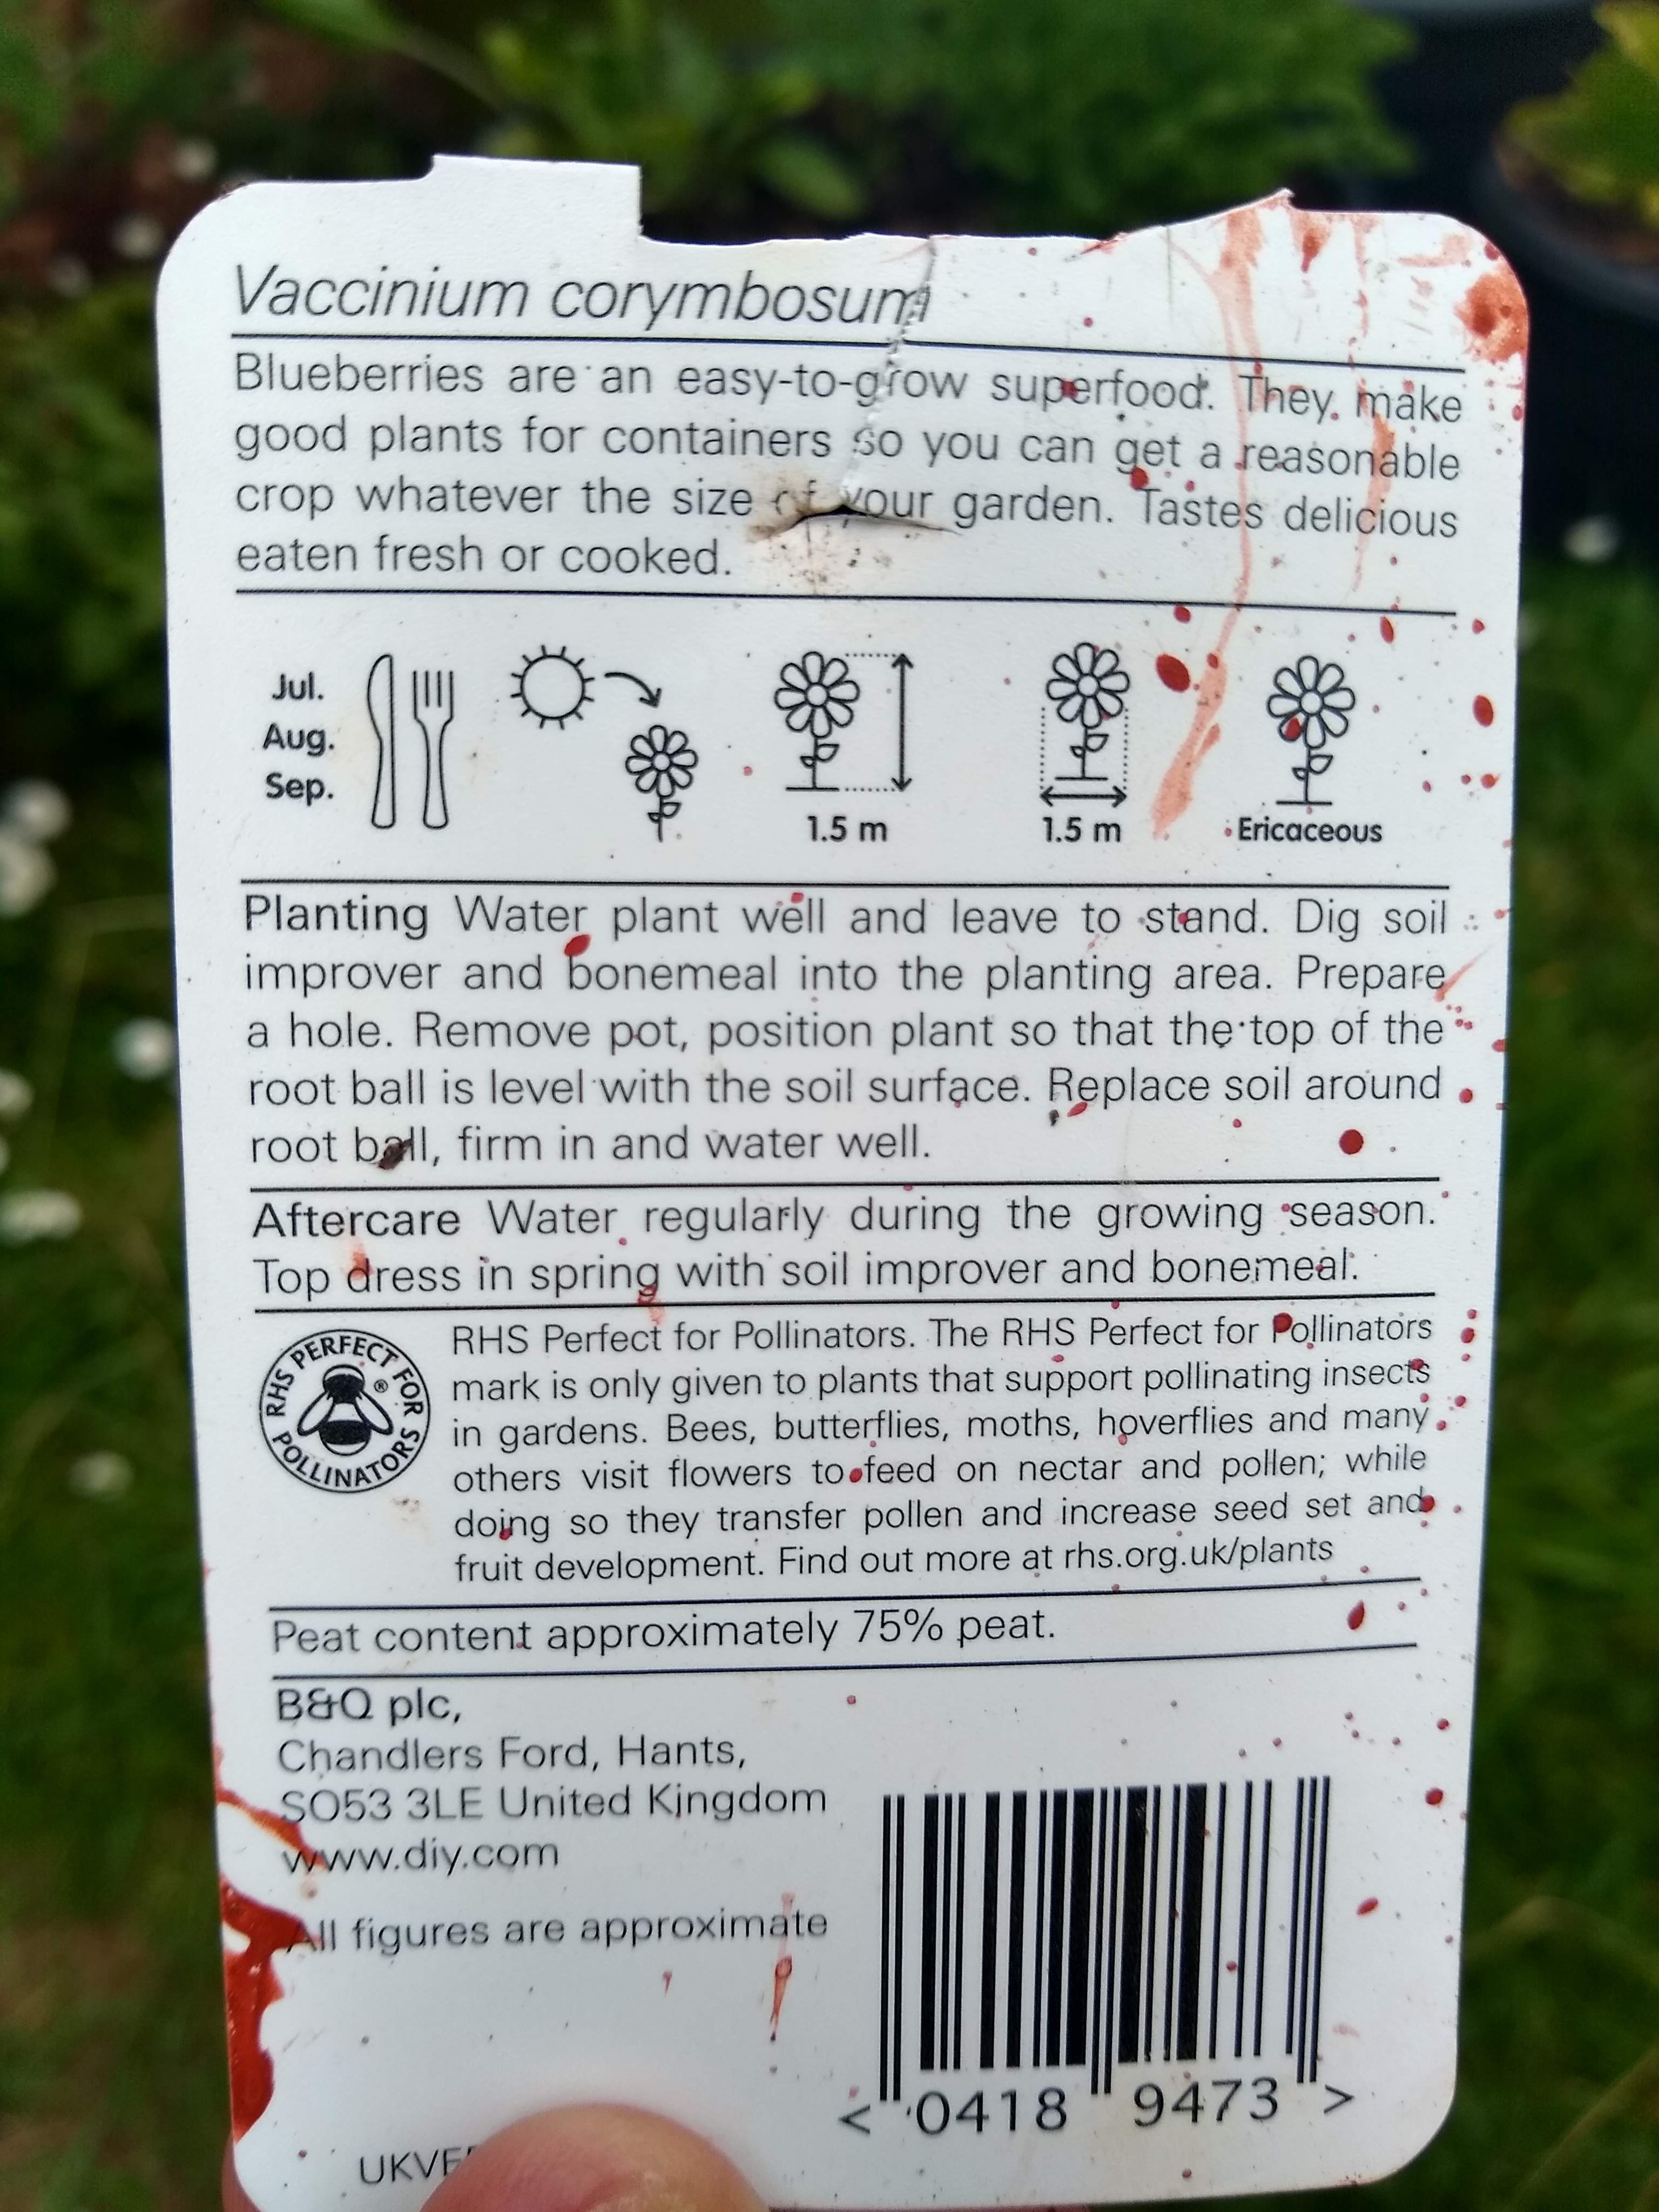 Vaccinium corymbosum
Blueberries are an easy-to-grow superfood. They make
good plants for containers so you can get a reasonable
crop whatever the size of your garden. Tastes delicious
eaten fresh or cooked.
Jul.
Aug.
Sep.
1.5 m
1.5 m
Ericaceous
Planting Water plant well and leave to stand. Dig soil
improver and bonemeal into the planting area. Prepare
a hole. Remove pot, position plant so that the top of the
root ball is level with the soil surface. Replace soil around
root ball, firm in and water well.
Aftercare Water regularly during the growing season.
Top dress in spring with soil improver and bonemeal.
RHS PERFECT FOR POLLINATORS ®
RHS Perfect for Pollinators. The RHS Perfect for Pollinators
mark is only given to plants that support pollinating insects
in gardens. Bees, butterflies, moths, hoverflies and many
others visit flowers to feed on nectar and pollen; while
doing so they transfer pollen and increase seed set and
fruit development. Find out more at rhs.org.uk/plants
Peat content approximately 75% peat.
B&Q plc,
Chandlers Ford, Hants,
SO53 3LE United Kingdom
www.diy.com
All figures are approximate
< 0418 9473 >